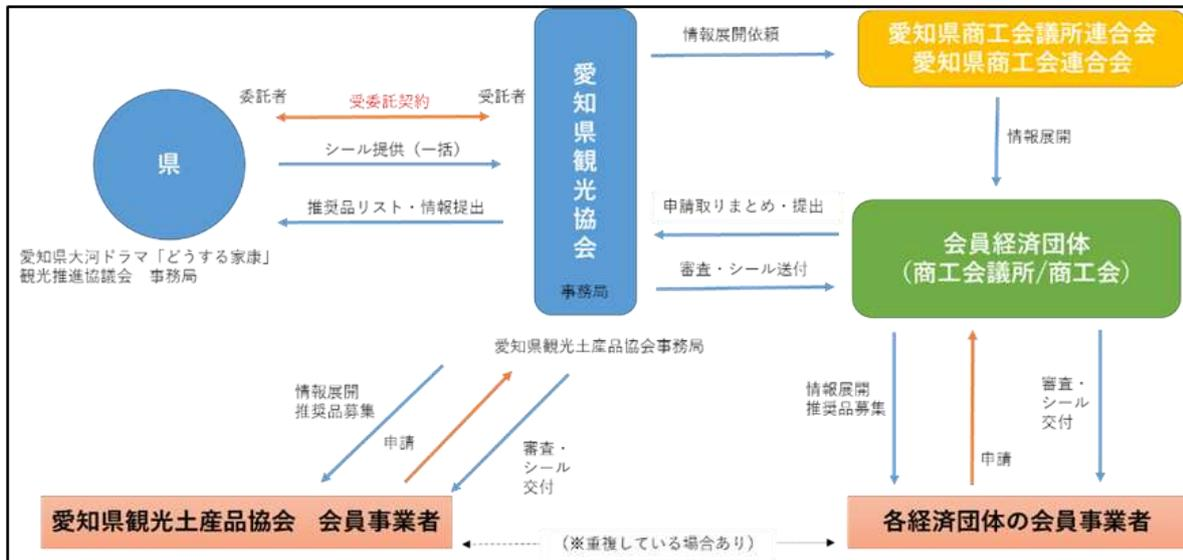 情報展開依頼
愛知県商工会議所連合会
愛知県商工会連合会
委託者
受委託契約
受託者
県
シール提供（一括）
推奨品リスト・情報提出
愛知県大河ドラマ「どうする家康」
観光推進協議会　事務局
愛知県観光協会
事務局
情報展開
申請取りまとめ・提出
審査・シール送付
会員経済団体
（商工会議所/商工会）
愛知県観光土産品協会事務局
情報展開
推奨品募集
申請
審査・
シール
交付
情報展開
推奨品募集
申請
審査・
シール
交付
愛知県観光土産品協会　会員事業者
（※重複している場合あり）
各経済団体の会員事業者